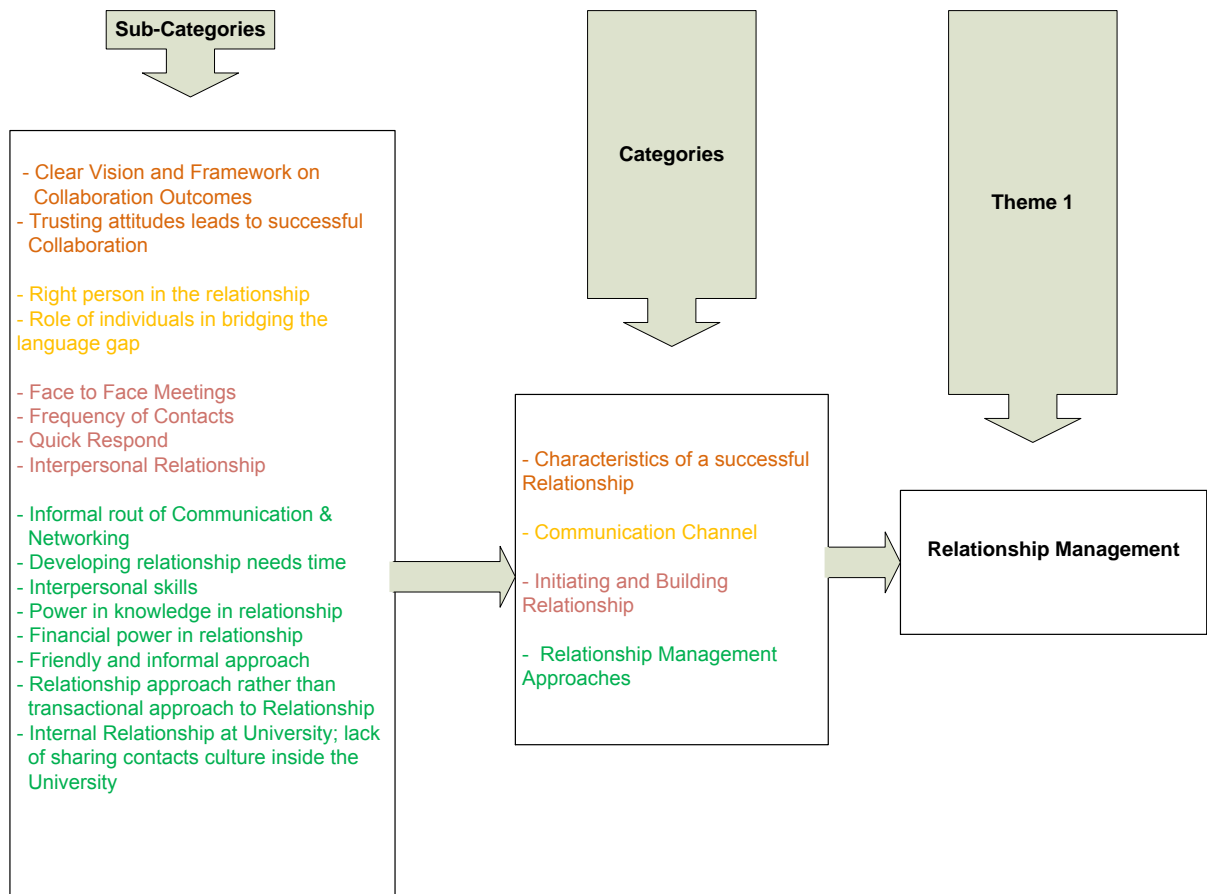 Sub-Categories
- Clear Vision and Framework on
Collaboration Outcomes
- Trusting attitudes leads to successful
Collaboration
- Right person in the relationship
- Role of individuals in bridging the
language gap
- Face to Face Meetings
- Frequency of Contacts
- Quick Respond
- Interpersonal Relationship
- Informal rout of Communication &
Networking
- Developing relationship needs time
- Interpersonal skills
- Power in knowledge in relationship
- Financial power in relationship
- Friendly and informal approach
- Relationship approach rather than
transactional approach to Relationship
- Internal Relationship at University; lack
of sharing contacts culture inside the
University
Categories
- Characteristics of a successful
Relationship
- Communication Channel
- Initiating and Building
Relationship
- Relationship Management
Approaches
Theme 1
Relationship Management